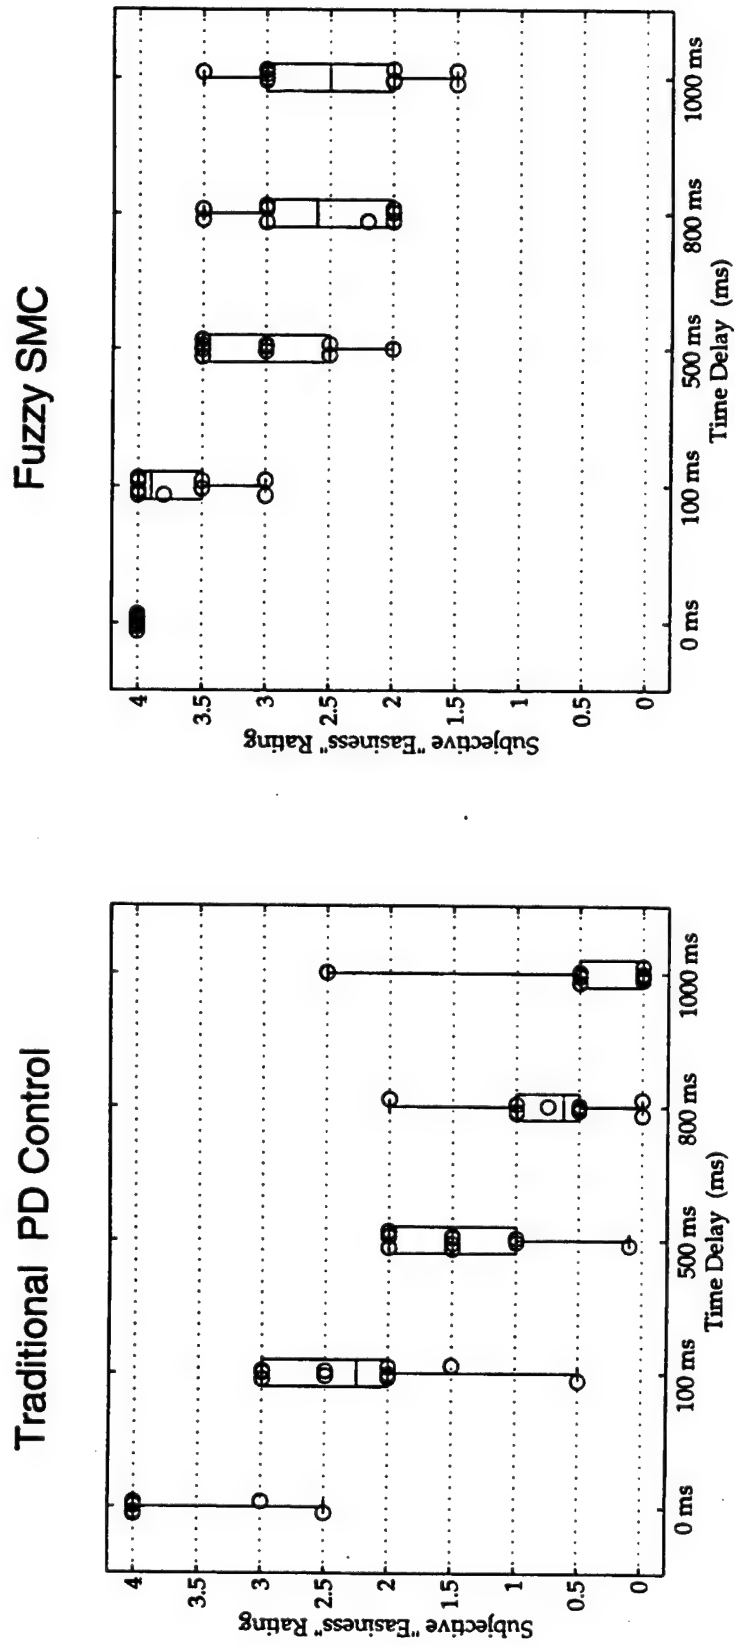 Traditional PD Control
Subjective "Easiness" Rating
4
3.5
3
2.5
2
1.5
1
0.5
0
0 ms
100 ms
500 ms
800 ms
1000 ms
Time Delay (ms)
Fuzzy SMC
Subjective "Easiness" Rating
4
3.5
3
2.5
2
1.5
1
0.5
0
0 ms
100 ms
500 ms
800 ms
1000 ms
Time Delay (ms)